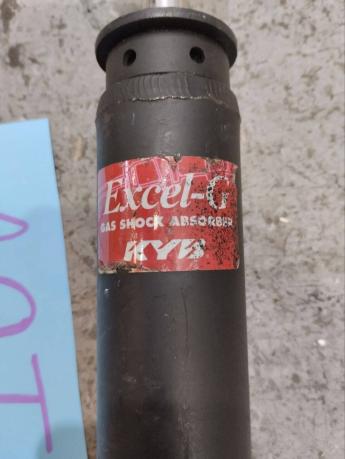 Excel-G
GAS SHOCK ABSORBER
KYB